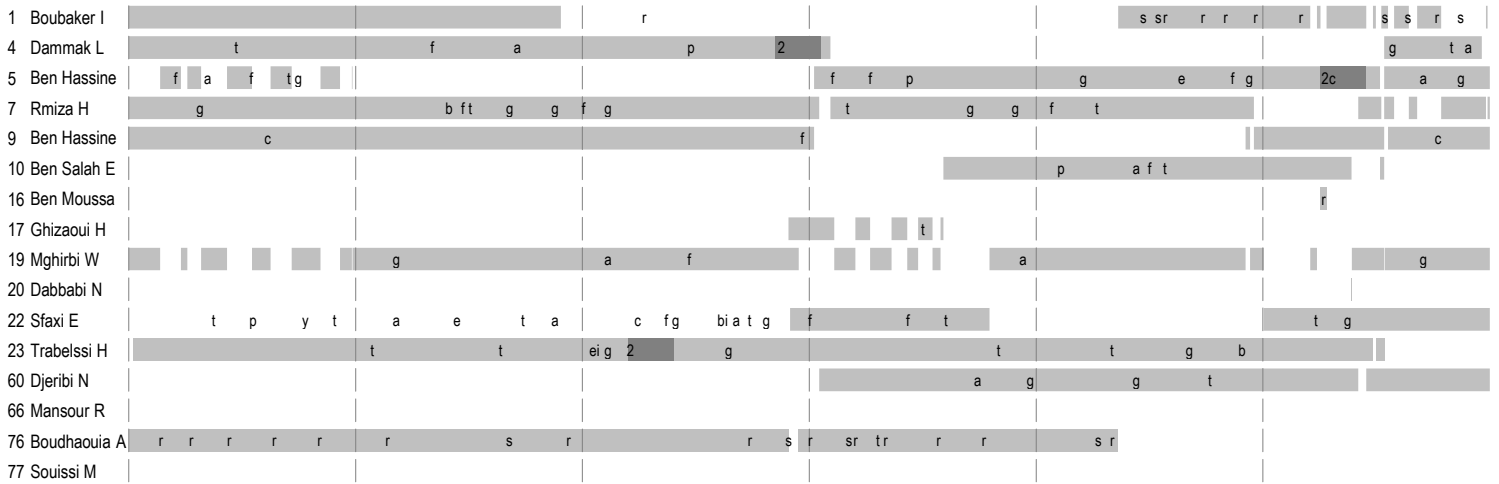 1 Boubaker I r s sr r r r r s s r s
4 Dammak L t f a p 2 g t a
5 Ben Hassine f a f tg f f p g e f g 2c a g
7 Rmiza H g b ft g g f g t g g f t
9 Ben Hassine c f c
10 Ben Salah E p a f t
16 Ben Moussa r
17 Ghizaoui H t
19 Mghirbi W g a f a g
20 Dabbabi N
22 Sfaxi E t p y t a e t a c fg bi a t g f f t t g
23 Trabelssi H t t ei g 2 g t t g b
60 Djeribi N a g g t
66 Mansour R
76 Boudhaouia A r r r r r r s r r s r sr tr r r s r
77 Souissi M